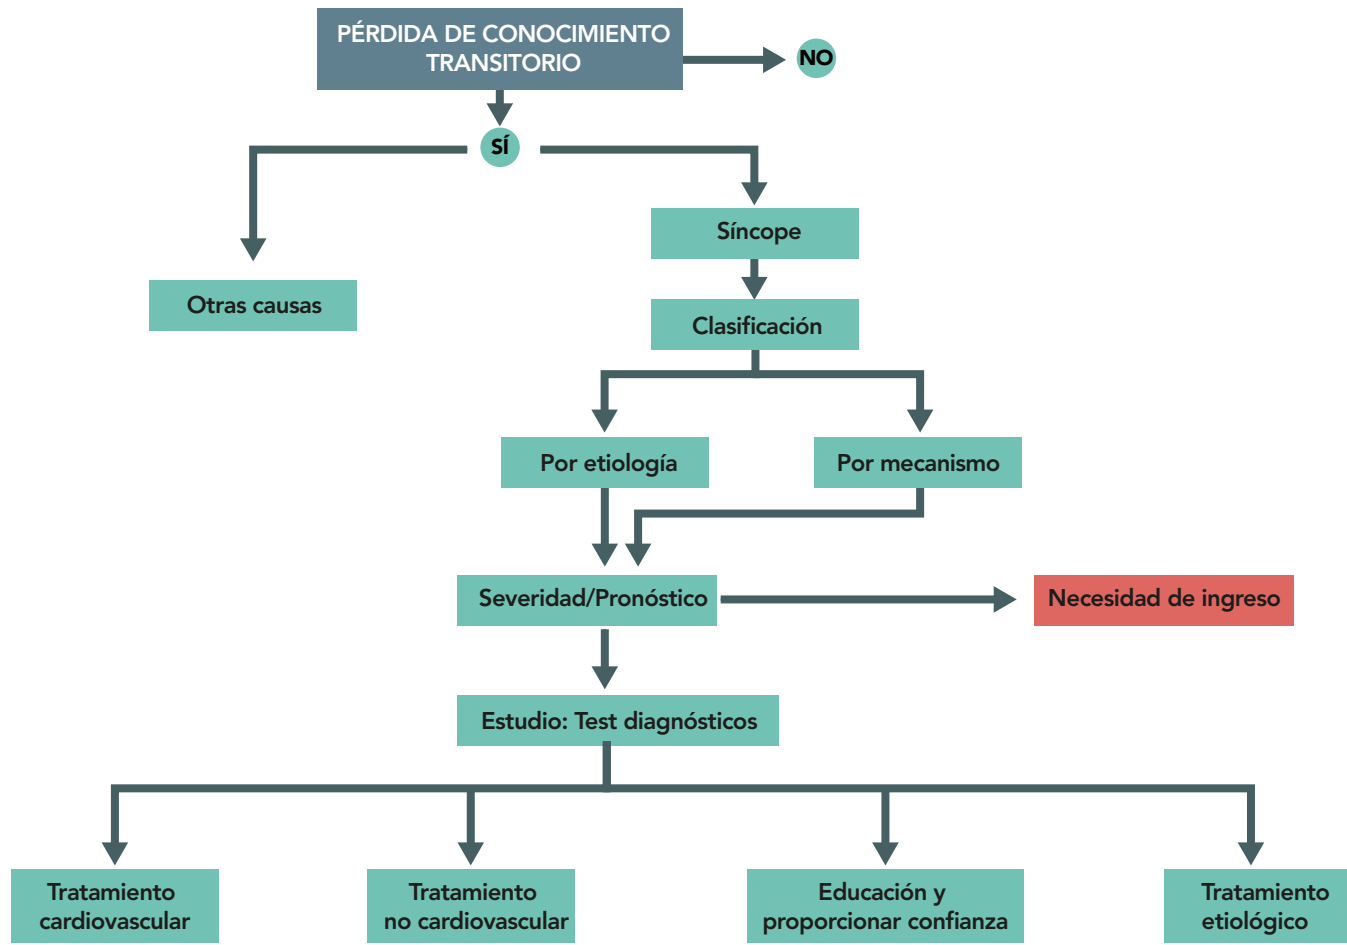 PÉRDIDA DE CONOCIMIENTO
TRANSITORIO
NO
SÍ
Síncope
Otras causas
Clasificación
Por etiología
Por mecanismo
Severidad/Pronóstico
Necesidad de ingreso
Estudio: Test diagnósticos
Tratamiento
cardiovascular
Tratamiento
no cardiovascular
Educación y
proporcionar confianza
Tratamiento
etiológico